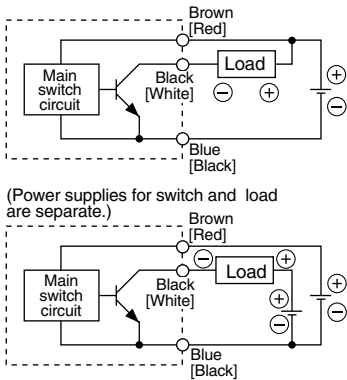 Brown
[Red]
Main
switch
circuit
Load
Black
[White]
⊖ ⊕
⊕
⊖
Blue
[Black]
(Power supplies for switch and load
are separate.)
Brown
[Red]
Main
switch
circuit
⊖ ⊕
Load
Black
[White]
⊕
⊖
⊕
⊖
Blue
[Black]